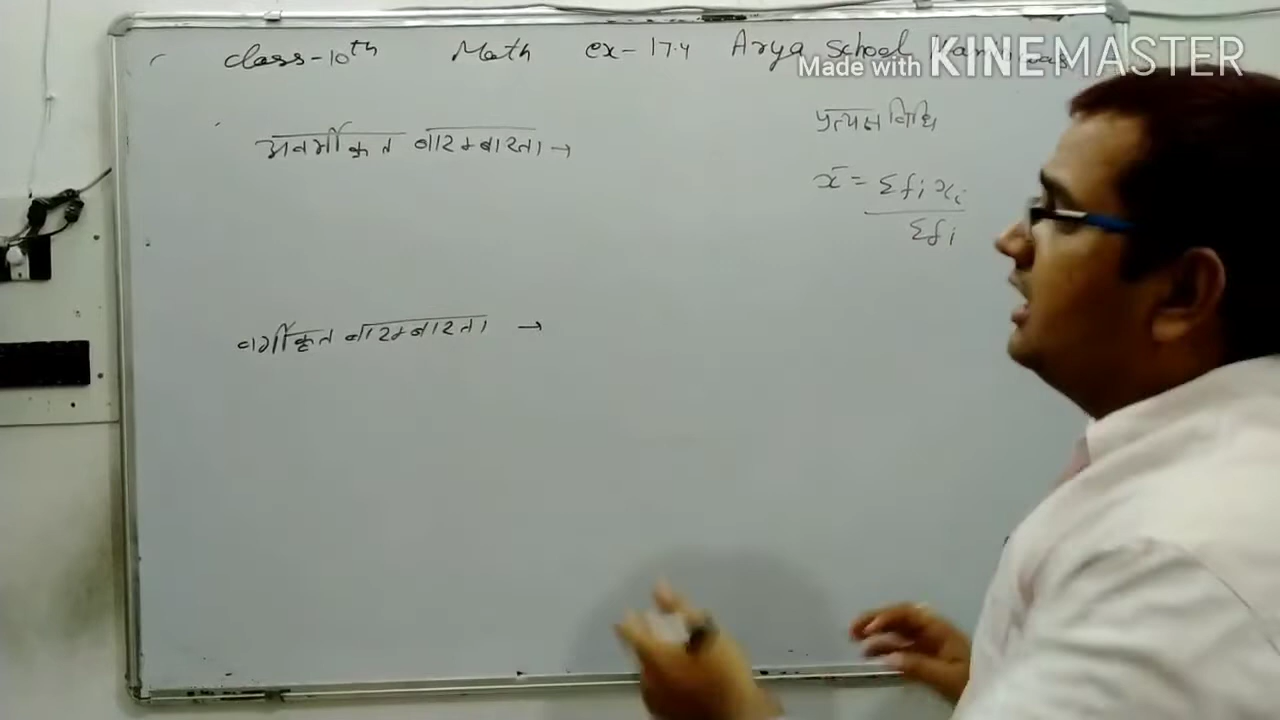 class-10th Math ex-17.4 Arya School
Made with KINEMASTER
अवर्गीकृत बारम्बारता →
प्रत्यक्ष विधि
x̄ = Σfixi
Σfi
वर्गीकृत बारम्बारता →